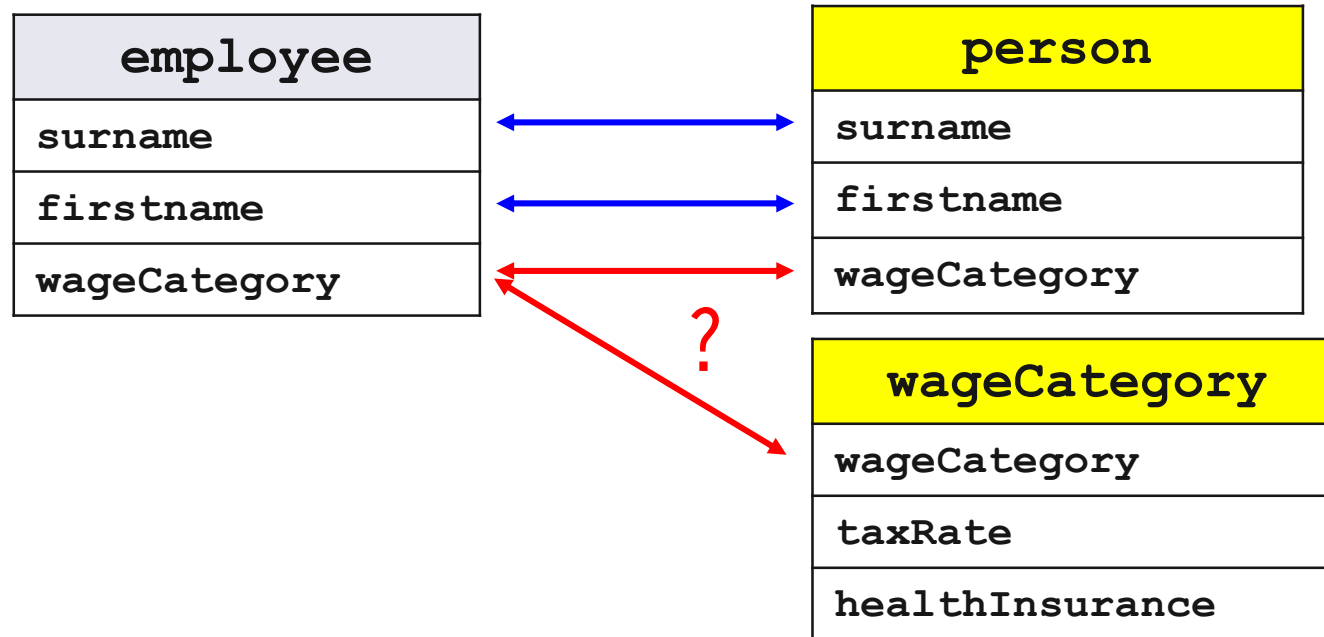 employee
surname
firstname
wageCategory
person
surname
firstname
wageCategory
?
wageCategory
wageCategory
taxRate
healthInsurance